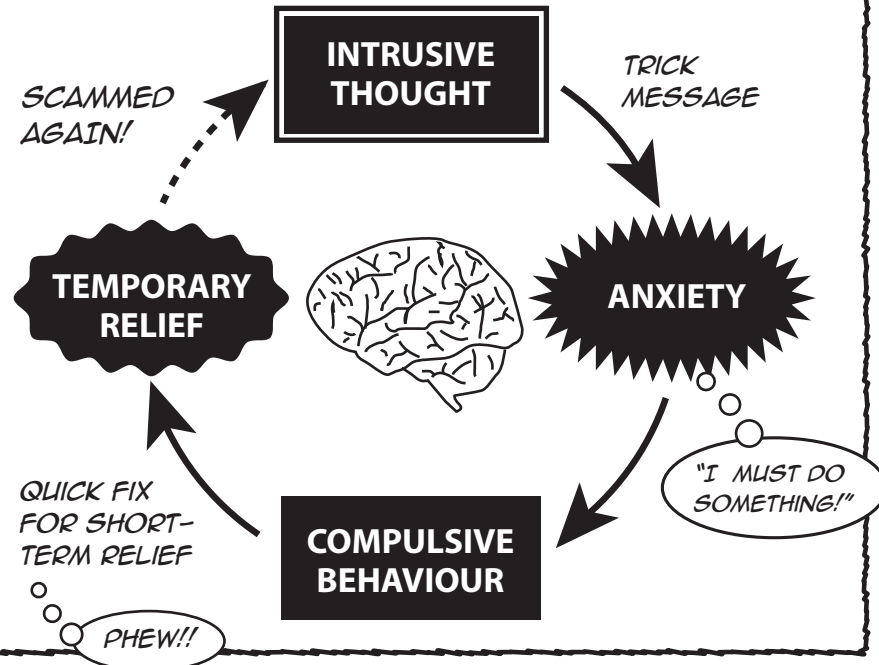 INTRUSIVE
THOUGHT
TRICK
MESSAGE
ANXIETY
"I MUST DO
SOMETHING!"
COMPULSIVE
BEHAVIOUR
QUICK FIX
FOR SHORT-
TERM RELIEF
PHEW!!
TEMPORARY
RELIEF
SCAMMED
AGAIN!